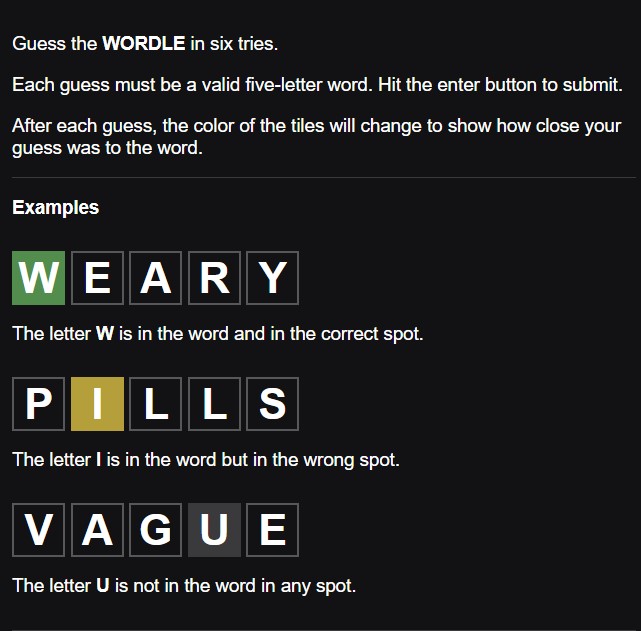 Guess the WORDLE in six tries.
Each guess must be a valid five-letter word. Hit the enter button to submit.
After each guess, the color of the tiles will change to show how close your
guess was to the word.
Examples
W E A R Y
The letter W is in the word and in the correct spot.
P I L L S
The letter I is in the word but in the wrong spot.
V A G U E
The letter U is not in the word in any spot.